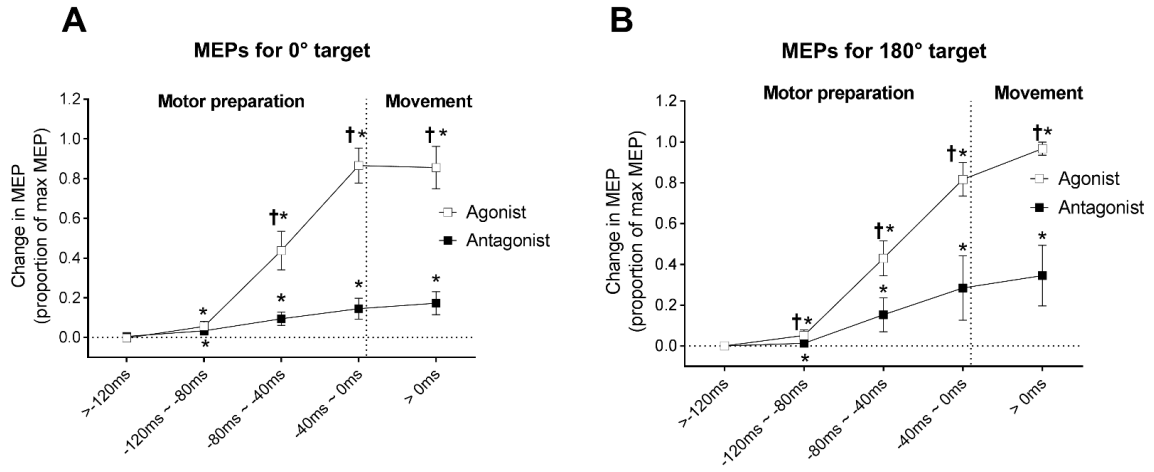 A
MEPs for 0° target
Motor preparation
Movement
Change in MEP
(proportion of max MEP)
1.2
1.0
0.8
0.6
0.4
0.2
0.0
*
*
†*
*
†*
*
†*
*
Agonist
Antagonist
>-120ms
-120ms ~ -80ms
-80ms ~ -40ms
-40ms ~ 0ms
> 0ms
B
MEPs for 180° target
Motor preparation
Movement
Change in MEP
(proportion of max MEP)
1.2
1.0
0.8
0.6
0.4
0.2
0.0
†*
*
†*
*
†*
*
†*
*
Agonist
Antagonist
>-120ms
-120ms ~ -80ms
-80ms ~ -40ms
-40ms ~ 0ms
> 0ms